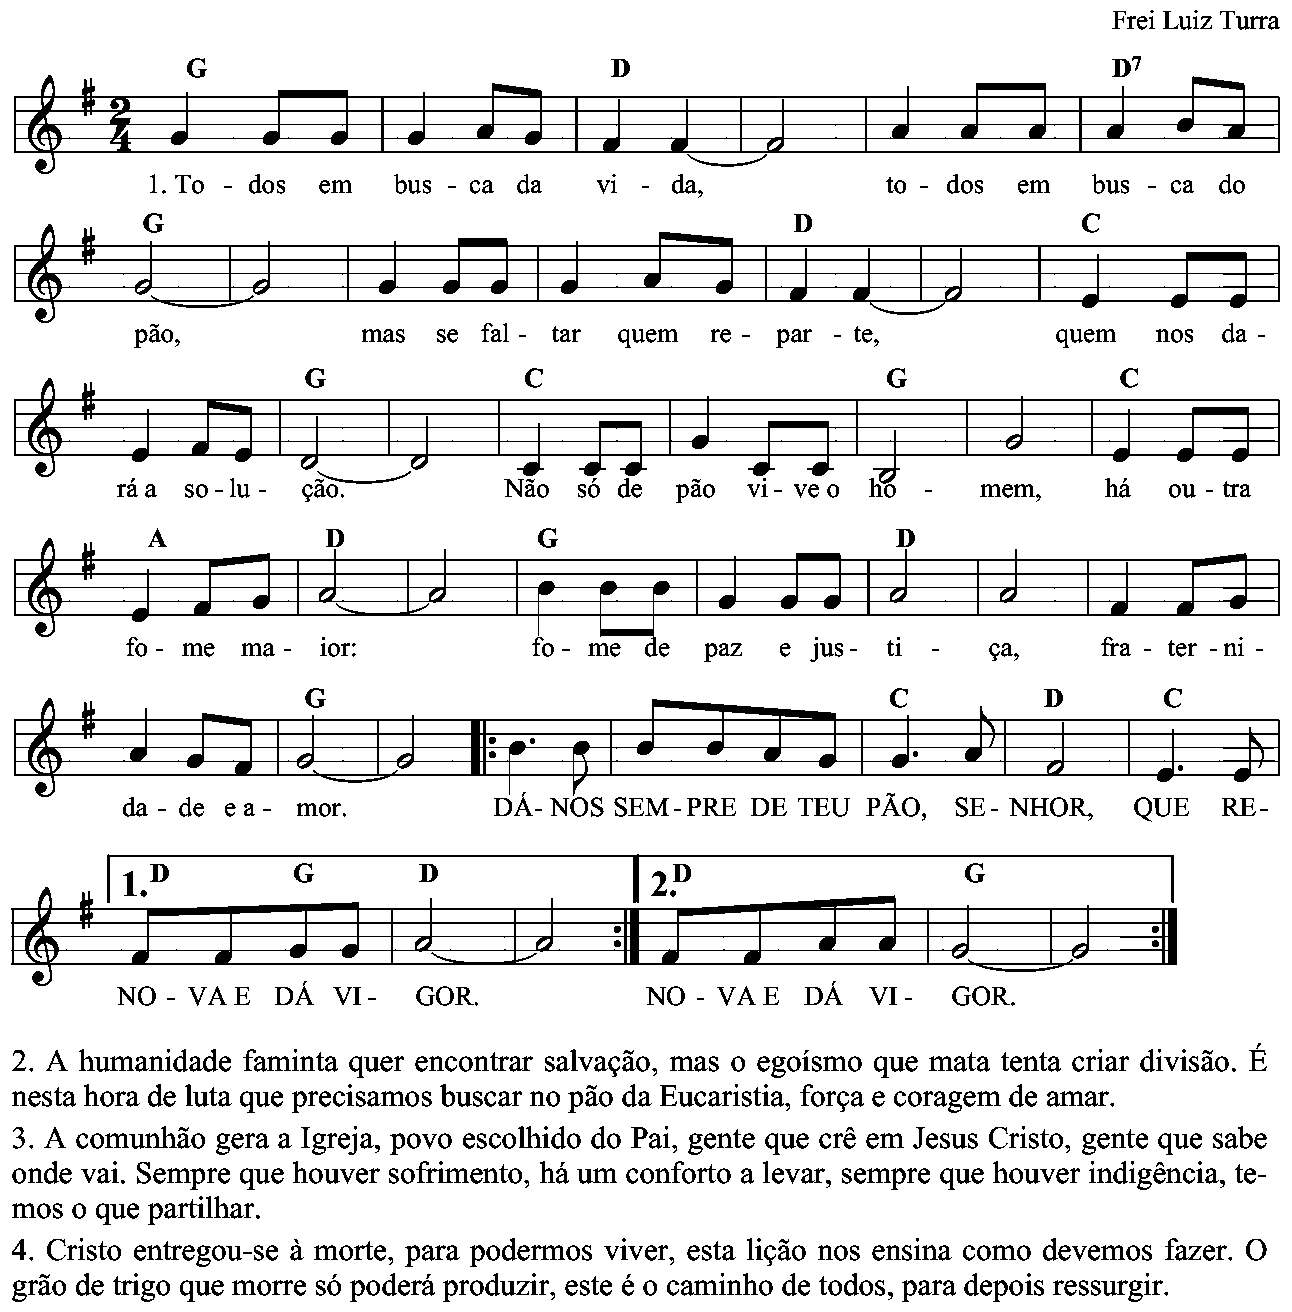 Frei Luiz Turra
G D D7
1. To - dos em bus - ca da vi - da, to - dos em bus - ca do
G D C
pão, mas se fal - tar quem re - par - te, quem nos da-
G C G C
rá a so - lu - ção. Não só de pão vi - ve o ho - mem, há ou - tra
A D G D
fo - me ma - ior: fo - me de paz e jus - ti - ça, fra - ter - ni-
G C D C
da - de e a - mor. DÁ- NOS SEM - PRE DE TEU PÃO, SE - NHOR, QUE RE-
1. D G D 2. D G
NO - VA E DÁ VI - GOR. NO - VA E DÁ VI - GOR.
2. A humanidade faminta quer encontrar salvação, mas o egoísmo que mata tenta criar divisão. É
nesta hora de luta que precisamos buscar no pão da Eucaristia, força e coragem de amar.
3. A comunhão gera a Igreja, povo escolhido do Pai, gente que crê em Jesus Cristo, gente que sabe
onde vai. Sempre que houver sofrimento, há um conforto a levar, sempre que houver indigência, te-
mos o que partilhar.
4. Cristo entregou-se à morte, para podermos viver, esta lição nos ensina como devemos fazer. O
grão de trigo que morre só poderá produzir, este é o caminho de todos, para depois ressurgir.